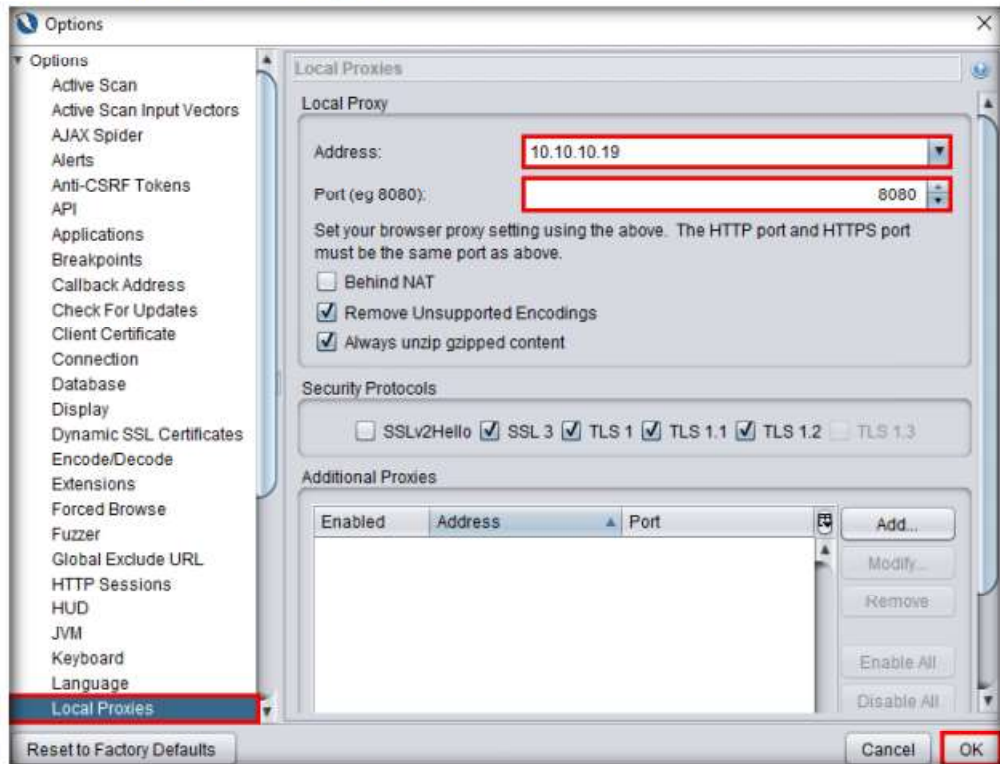 Options
Options
Active Scan
Active Scan Input Vectors
AJAX Spider
Alerts
Anti-CSRF Tokens
API
Applications
Breakpoints
Callback Address
Check For Updates
Client Certificate
Connection
Database
Display
Dynamic SSL Certificates
Encode/Decode
Extensions
Forced Browse
Fuzzer
Global Exclude URL
HTTP Sessions
HUD
JVM
Keyboard
Language
Local Proxies
Local Proxies
Local Proxy
Address: 10.10.10.19
Port (eg 8080): 8080
Set your browser proxy setting using the above. The HTTP port and HTTPS port
must be the same port as above.
Behind NAT
Remove Unsupported Encodings
Always unzip gzipped content
Security Protocols
SSLv2Hello SSL 3 TLS 1 TLS 1.1 TLS 1.2 TLS 1.3
Additional Proxies
Enabled Address Port
Add...
Modify...
Remove
Enable All
Disable All
Reset to Factory Defaults Cancel OK